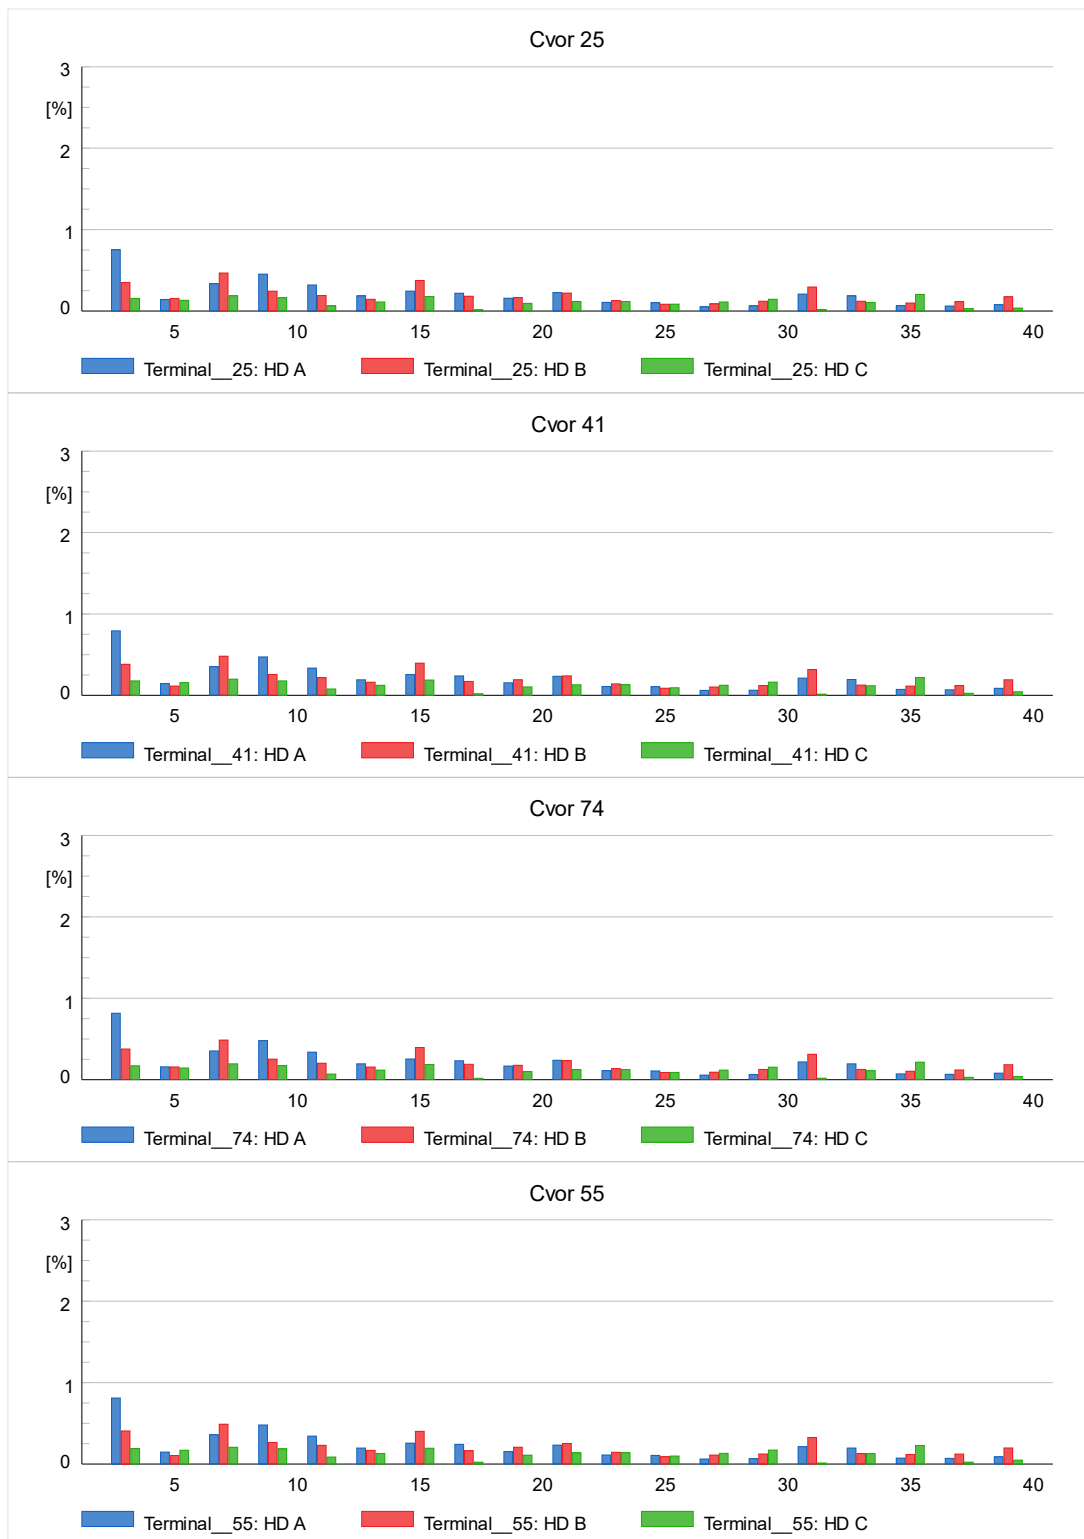 Cvor 25
3
[%]
2
1
0
5 10 15 20 25 30 35 40
Terminal__25: HD A Terminal__25: HD B Terminal__25: HD C
Cvor 41
3
[%]
2
1
0
5 10 15 20 25 30 35 40
Terminal__41: HD A Terminal__41: HD B Terminal__41: HD C
Cvor 74
3
[%]
2
1
0
5 10 15 20 25 30 35 40
Terminal__74: HD A Terminal__74: HD B Terminal__74: HD C
Cvor 55
3
[%]
2
1
0
5 10 15 20 25 30 35 40
Terminal__55: HD A Terminal__55: HD B Terminal__55: HD C